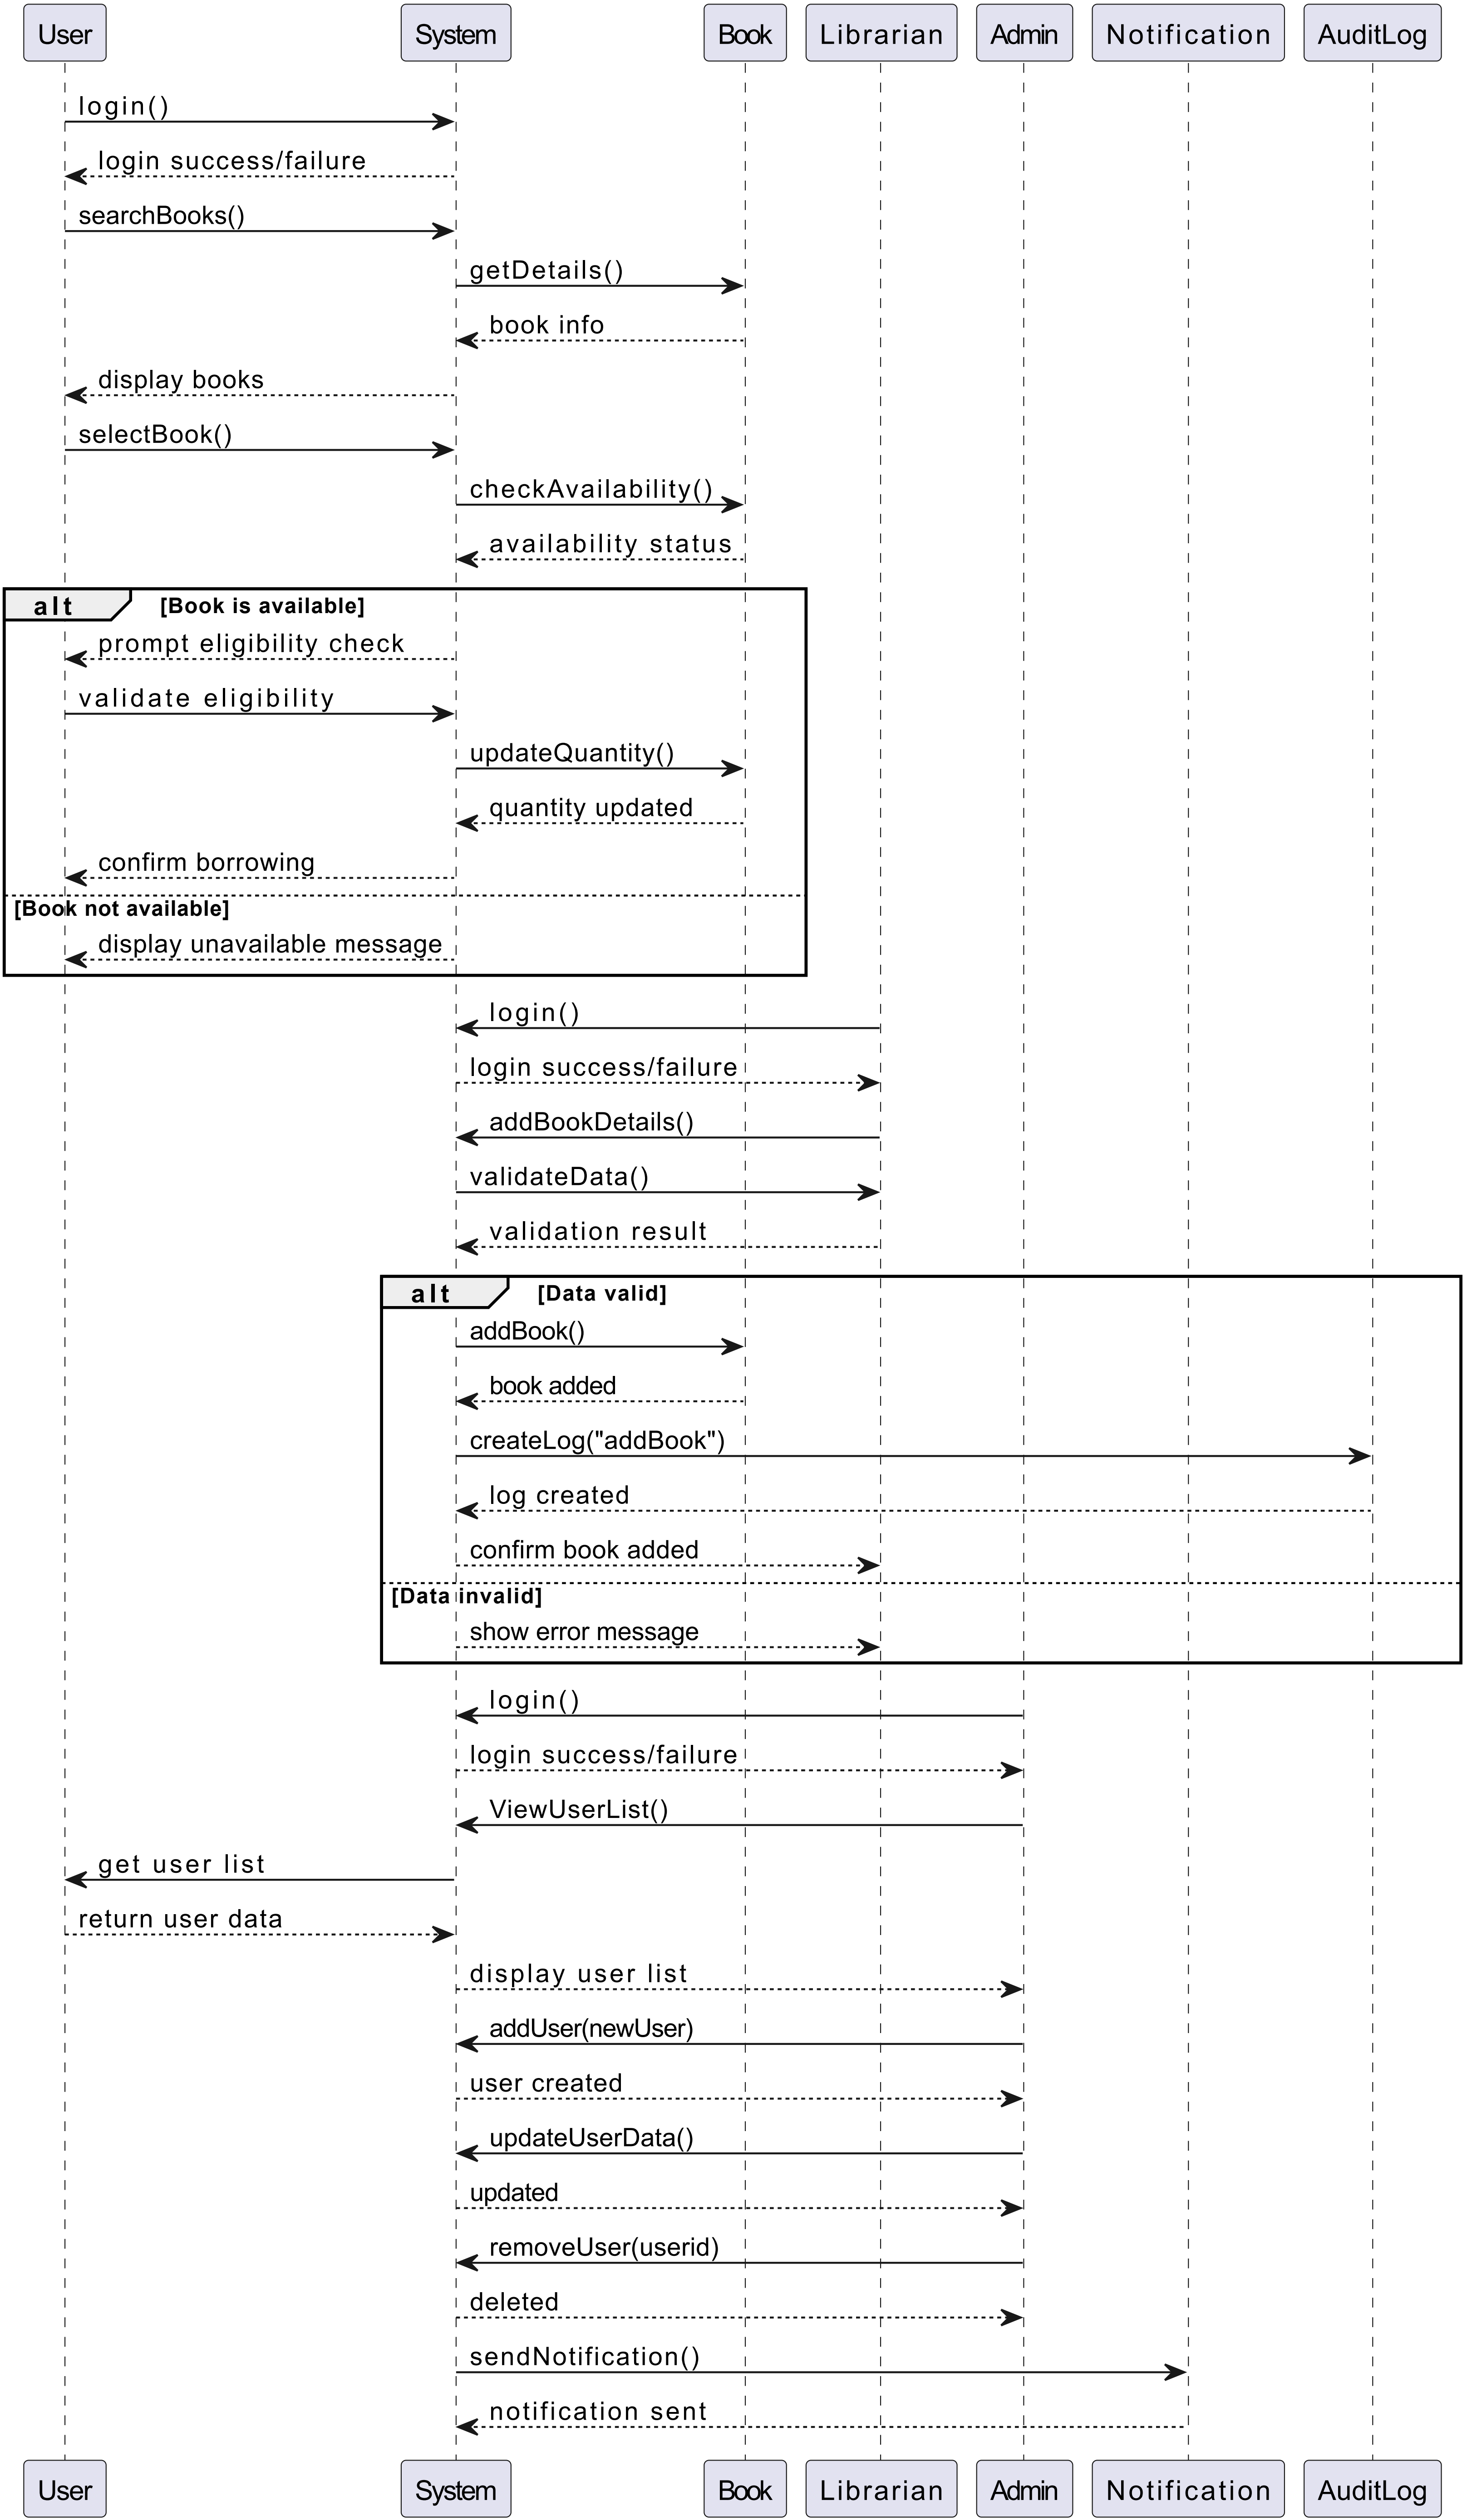 User System Book Librarian Admin Notification AuditLog
login()
login success/failure
searchBooks()
getDetails()
book info
display books
selectBook()
checkAvailability()
availability status
alt [Book is available]
prompt eligibility check
validate eligibility
updateQuantity()
quantity updated
confirm borrowing
[Book not available]
display unavailable message
login()
login success/failure
addBookDetails()
validateData()
validation result
alt [Data valid]
addBook()
book added
createLog("addBook")
log created
confirm book added
[Data invalid]
show error message
login()
login success/failure
ViewUserList()
get user list
return user data
display user list
addUser(newUser)
user created
updateUserData()
updated
removeUser(userid)
deleted
sendNotification()
notification sent
User System Book Librarian Admin Notification AuditLog